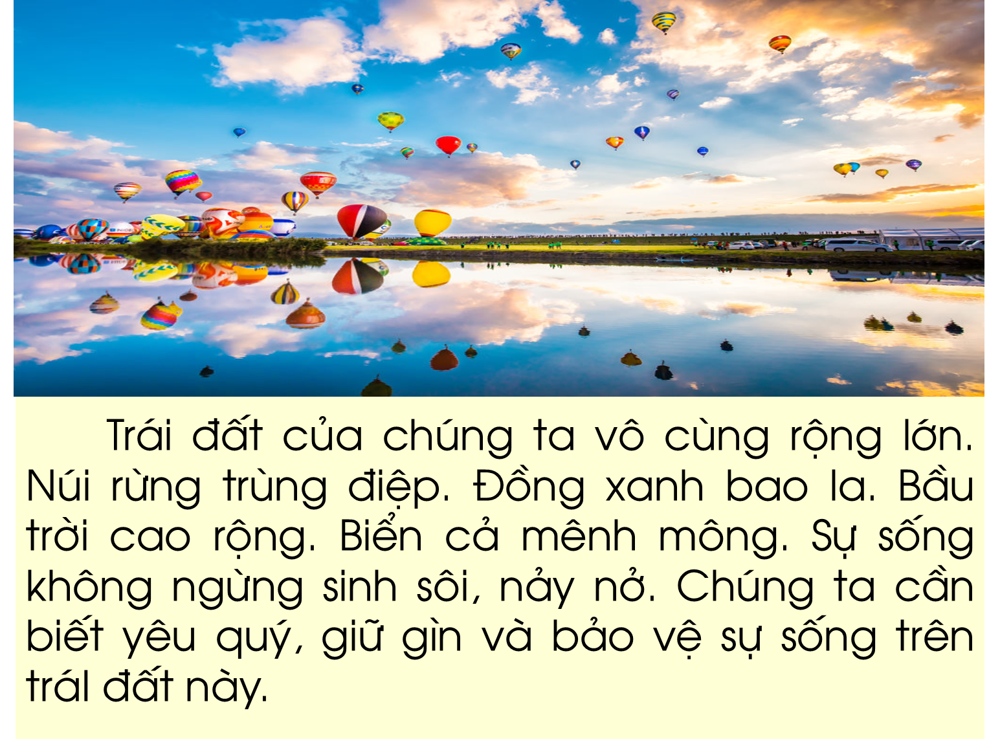 Trái đất của chúng ta vô cùng rộng lớn.
Núi rừng trùng điệp. Đồng xanh bao la. Bầu
trời cao rộng. Biển cả mênh mông. Sự sống
không ngừng sinh sôi, nảy nở. Chúng ta cần
biết yêu quý, giữ gìn và bảo vệ sự sống trên
trál đất này.